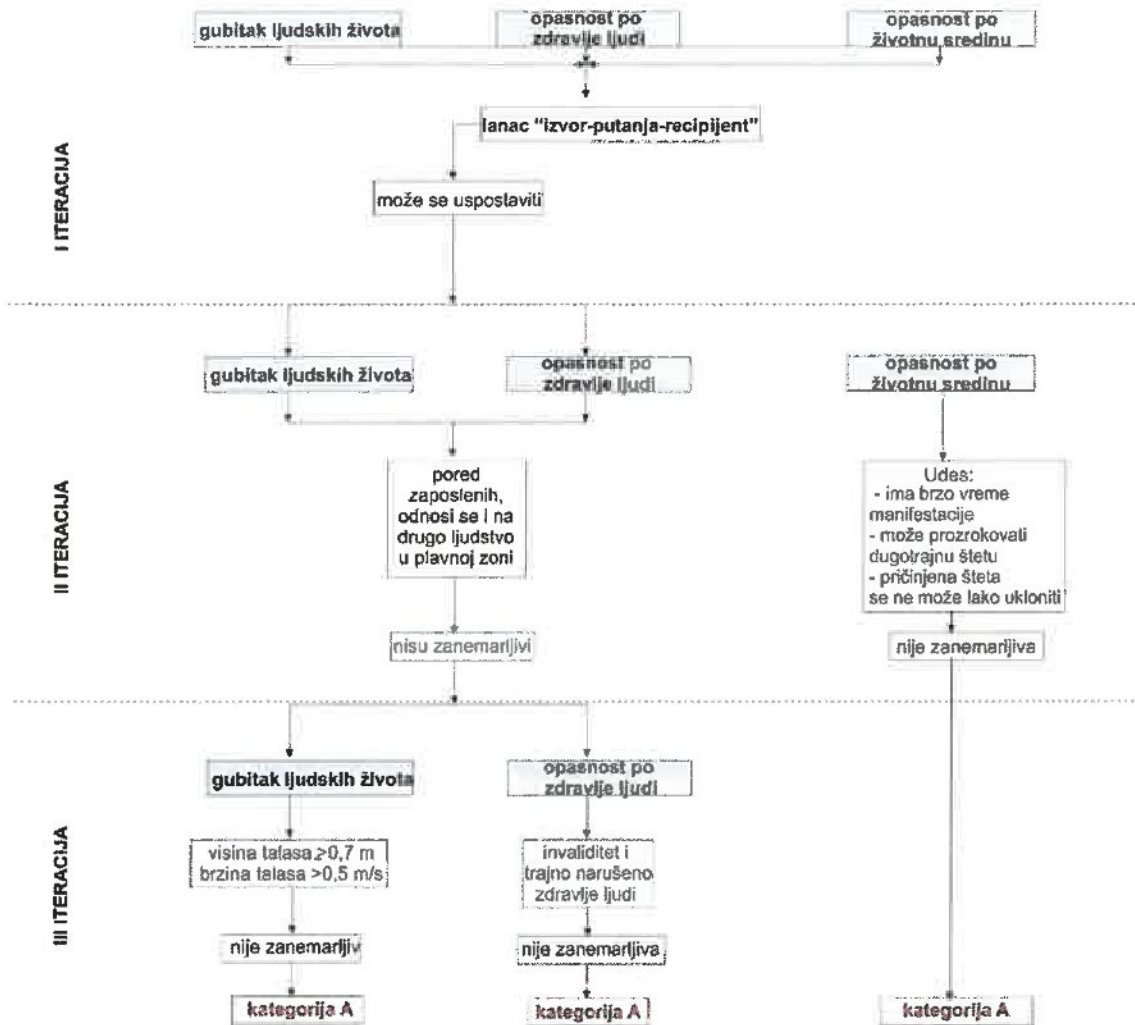 gubitak ljudskih života
opasnost po
zdravlje ljudi
opasnost po
životnu sredinu
lanac “izvor-putanja-recipijent”
može se uspostaviti
I ITERACIJA
gubitak ljudskih života
opasnost po
zdravlje ljudi
opasnost po
životnu sredinu
pored
zaposlenih,
odnosi se i na
drugo ljudstvo
u plavnoj zoni
Udes:
- ima brzo vreme
manifestacije
- može prozrokovati
dugotrajnu štetu
- pričinjena šteta
se ne može lako ukloniti
nisu zanemarljivi
nije zanemarljiva
II ITERACIJA
gubitak ljudskih života
opasnost po
zdravlje ljudi
visina talasa >0,7 m
brzina talasa >0,5 m/s
invaliditet i
trajno narušeno
zdravlje ljudi
nije zanemarljiv
nije zanemarljiva
III ITERACIJA
kategorija A
kategorija A
kategorija A